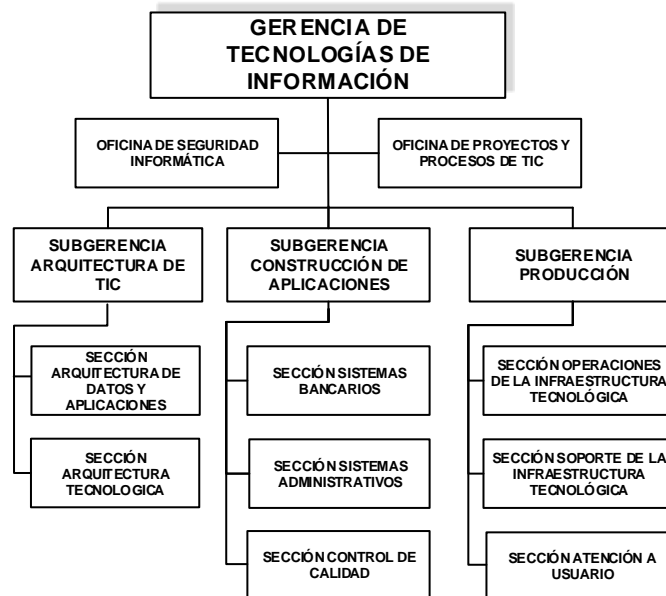 GERENCIA DE
TECNOLOGÍAS DE
INFORMACIÓN
OFICINA DE SEGURIDAD
INFORMÁTICA
OFICINA DE PROYECTOS Y
PROCESOS DE TIC
SUBGERENCIA
ARQUITECTURA DE
TIC
SUBGERENCIA
CONSTRUCCIÓN DE
APLICACIONES
SUBGERENCIA
PRODUCCIÓN
SECCIÓN
ARQUITECTURA DE
DATOS Y
APLICACIONES
SECCIÓN
ARQUITECTURA
TECNOLOGICA
SECCIÓN SISTEMAS
BANCARIOS
SECCIÓN SISTEMAS
ADMINISTRATIVOS
SECCIÓN CONTROL DE
CALIDAD
SECCIÓN OPERACIONES
DE LA INFRAESTRUCTURA
TECNOLÓGICA
SECCIÓN SOPORTE DE LA
INFRAESTRUCTURA
TECNOLÓGICA
SECCIÓN ATENCIÓN A
USUARIO